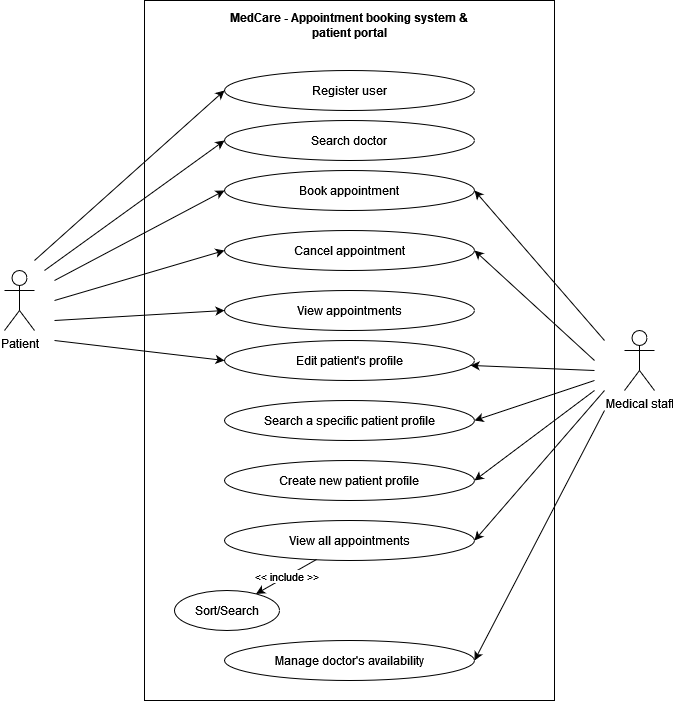 MedCare - Appointment booking system &
patient portal
Register user
Search doctor
Book appointment
Cancel appointment
View appointments
Edit patient's profile
Patient
Medical staff
Search a specific patient profile
Create new patient profile
View all appointments
<< include >>
Sort/Search
Manage doctor's availability